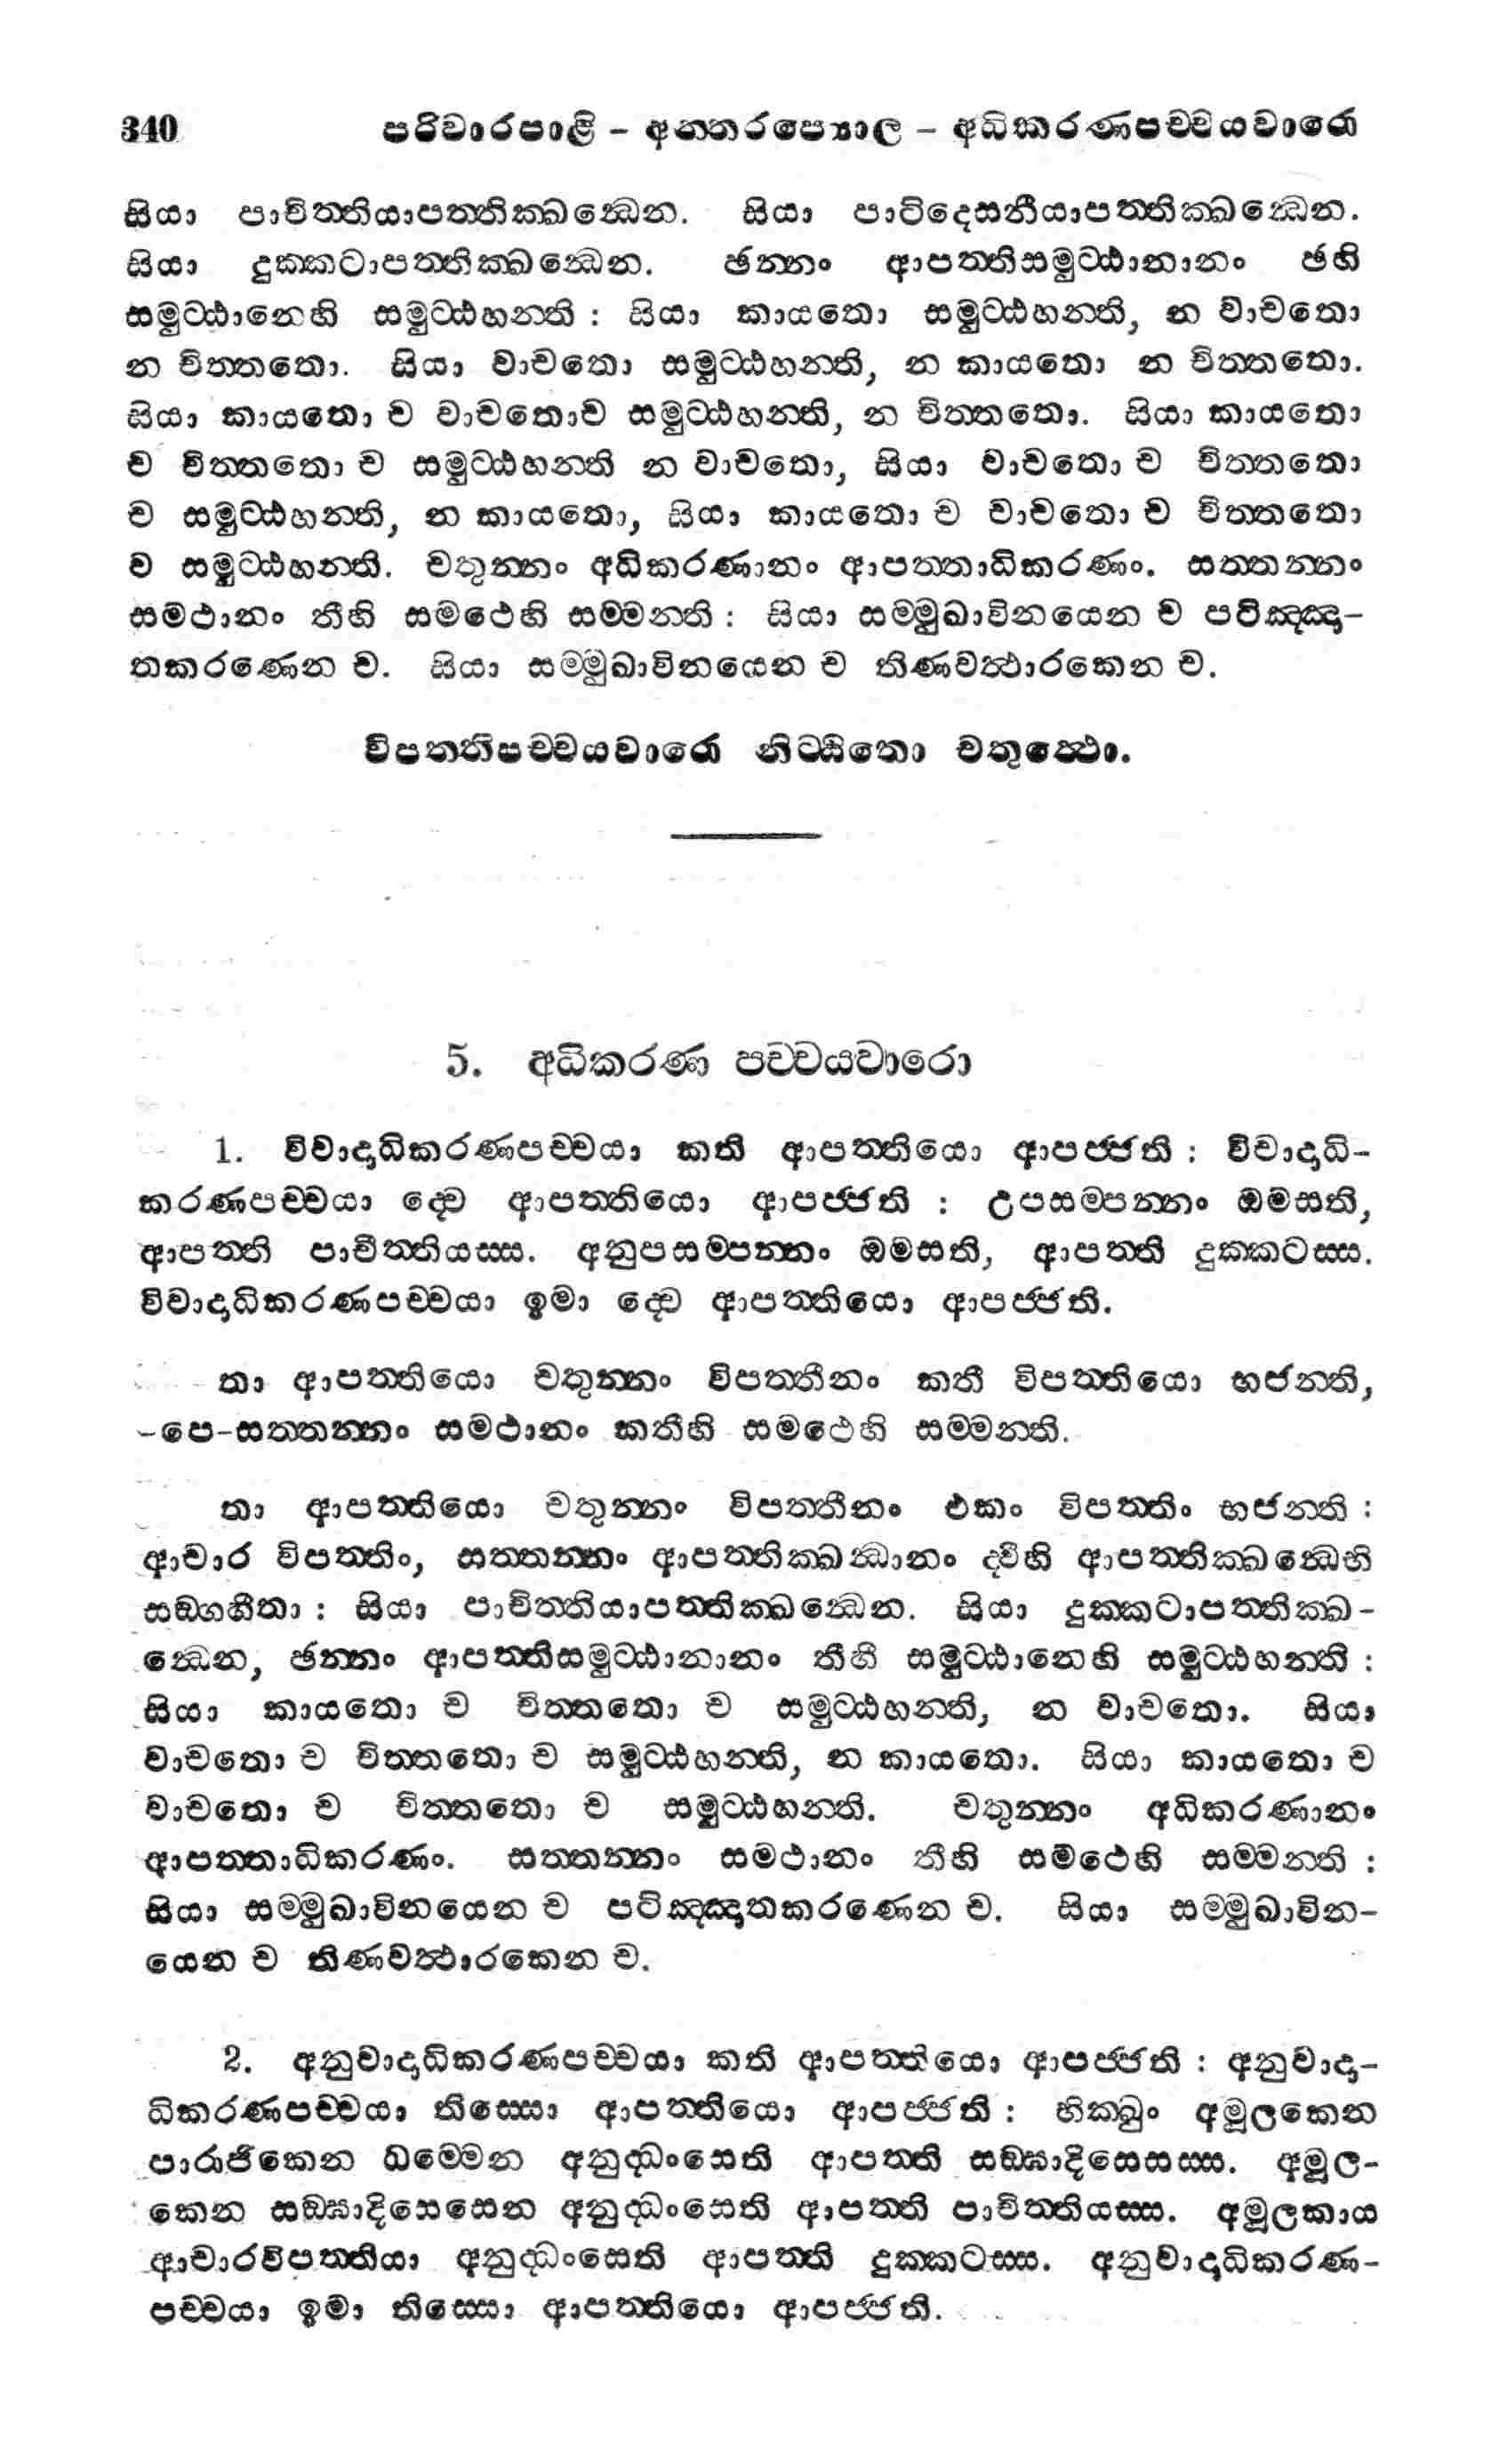 340 පරිවාරපාළි - අන්තරපෙය්‍යාල - අධිකරණපච්චයවාරො
සියා පාචිත්තියාපත්තික්ඛන්ධෙන. සියා පාටිදෙසනීයාපත්තික්ඛන්ධෙන.
සියා දුක්කටාපත්තික්ඛන්ධෙන. ඡන්නං ආපත්තිසමුට්ඨානානං ඡහි
සමුට්ඨානෙහි සමුට්ඨහන්ති : සියා කායතො සමුට්ඨහන්ති, න වාචතො
න චිත්තතො. සියා වාචතො සමුට්ඨහන්ති, න කායතො න චිත්තතො.
සියා කායතො ච වාචතොච සමුට්ඨහන්ති, න චිත්තතො. සියා කායතො
ච චිත්තතො ච සමුට්ඨහන්ති න වාචතො, සියා වාචතො ච චිත්තතො
ච සමුට්ඨහන්ති, න කායතො, සියා කායතො ච වාචතො ච චිත්තතො
ච සමුට්ඨහන්ති. චතුන්නං අධිකරණානං ආපත්තාධිකරණං. සත්තන්නං
සමථානං තීහි සමථෙහි සම්මන්ති : සියා සම්මුඛාවිනයෙන ච පටිඤ්ඤා-
තකරණෙන ච. සියා සම්මුඛාවිනයෙන ච තිණවත්ථාරකෙන ච.
විපත්තිපච්චයවාරො නිට්ඨිතො චතුත්ථො.
5. අධිකරණ පච්චයවාරො
1. විවාදාධිකරණපච්චයා කති ආපත්තියො ආපජ්ජති : විවාදාධි-
කරණපච්චයා ද්වෙ ආපත්තියො ආපජ්ජති : උපසම්පන්නං ඔමසති,
ආපත්ති පාචිත්තියස්ස. අනුපසම්පන්නං ඔමසති, ආපත්ති දුක්කටස්ස.
විවාදාධිකරණපච්චයා ඉමා ද්වෙ ආපත්තියො ආපජ්ජති.
තා ආපත්තියො චතුන්නං විපත්තීනං කතී විපත්තියො භජන්ති,
-පෙ-සත්තන්නං සමථානං කතීහි සමථෙහි සම්මන්ති.
තා ආපත්තියො චතුන්නං විපත්තීනං එකං විපත්තිං භජන්ති :
ආචාර විපත්තිං, සත්තන්නං ආපත්තික්ඛන්ධානං ද්වීහි ආපත්තික්ඛන්ධෙහි
සඞ්ගහීතා : සියා පාචිත්තියාපත්තික්ඛන්ධෙන. සියා දුක්කටාපත්තික්ඛ-
න්ධෙන, ඡන්නං ආපත්තිසමුට්ඨානානං තීහි සමුට්ඨානෙහි සමුට්ඨහන්ති :
සියා කායතො ච චිත්තතො ච සමුට්ඨහන්ති, න වාචතො. සියා
වාචතො ච චිත්තතො ච සමුට්ඨහන්ති, න කායතො. සියා කායතො ච
වාචතො ච චිත්තතො ච සමුට්ඨහන්ති. චතුන්නං අධිකරණානං
ආපත්තාධිකරණං. සත්තන්නං සමථානං තීහි සමථෙහි සම්මන්ති :
සියා සම්මුඛාවිනයෙන ච පටිඤ්ඤාතකරණෙන ච. සියා සම්මුඛාවින-
යෙන ච තිණවත්ථාරකෙන ච.
2. අනුවාදාධිකරණපච්චයා කති ආපත්තියො ආපජ්ජති : අනුවාදා-
ධිකරණපච්චයා තිස්සො ආපත්තියො ආපජ්ජති : භික්ඛුං අමූලකෙන
පාරාජිකෙන ධම්මෙන අනුද්ධංසෙති ආපත්ති සඞ්ඝාදිසෙසස්ස. අමූල-
කෙන සඞ්ඝාදිසෙසෙන අනුද්ධංසෙති ආපත්ති පාචිත්තියස්ස. අමූලකාය
ආචාරවිපත්තියා අනුද්ධංසෙති ආපත්ති දුක්කටස්ස. අනුවාදාධිකරණ-
පච්චයා ඉමා තිස්සො ආපත්තියො ආපජ්ජති.